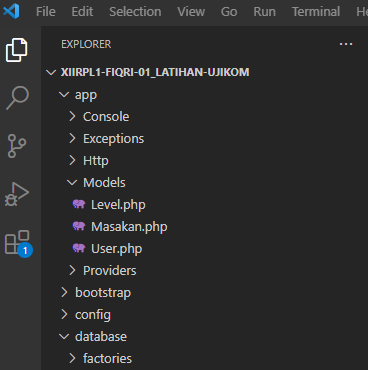 File Edit Selection View Go Run Terminal He
EXPLORER ...
XIIRPL1-FIQRI-01_LATIHAN-UJIKOM
app
Console
Exceptions
Http
Models
Level.php
Masakan.php
User.php
1
Providers
bootstrap
config
database
factories